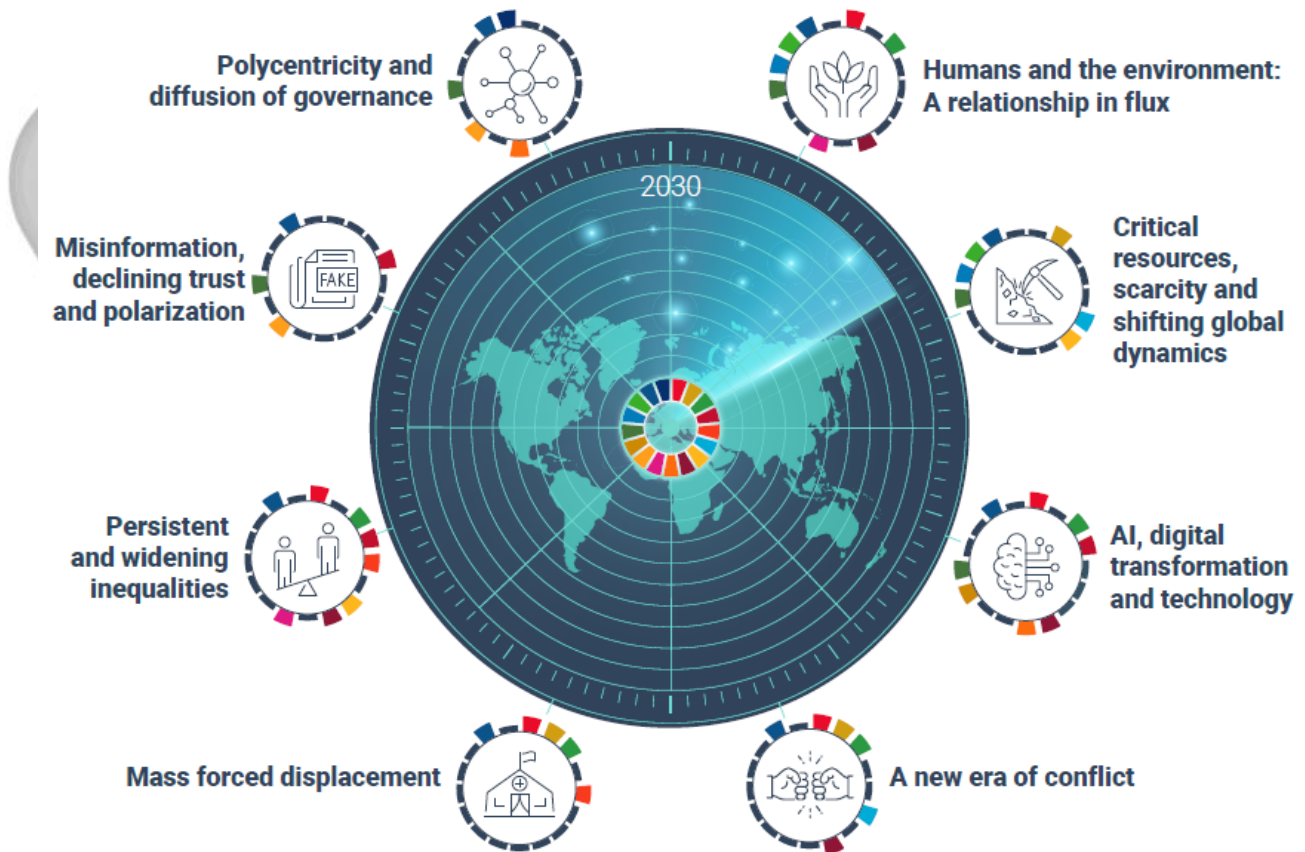 Polycentricity and
diffusion of governance
Humans and the environment:
A relationship in flux
2030
Misinformation,
declining trust
and polarization
FAKE
Critical
resources,
scarcity and
shifting global
dynamics
Persistent
and widening
inequalities
AI, digital
transformation
and technology
Mass forced displacement
A new era of conflict